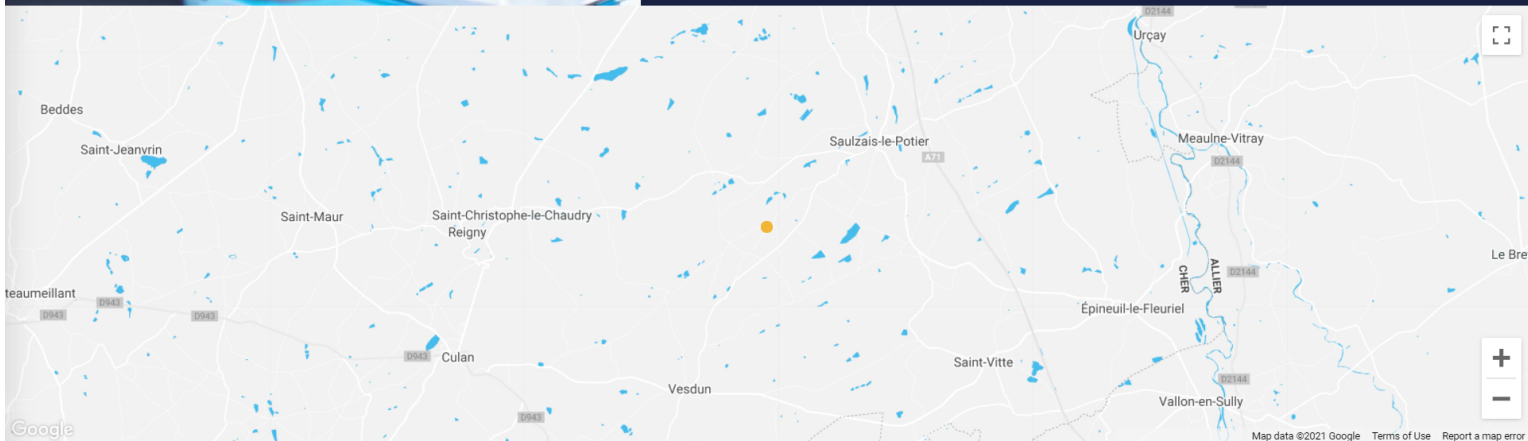 D2144
Urçay
Beddes
Saulzais-le-Potier
Meaulne-Vitray
Saint-Jeanvrin
A71
D2144
Saint-Maur
Saint-Christophe-le-Chaudry
Reigny
Le Bre
ALLIER
CHER
D2144
teaumeillant
D943
D943
D943
Épineuil-le-Fleuriel
D943
Culan
Saint-Vitte
D2144
Vesdun
Vallon-en-Sully
D943
Google
Map data ©2021 Google
Terms of Use
Report a map error